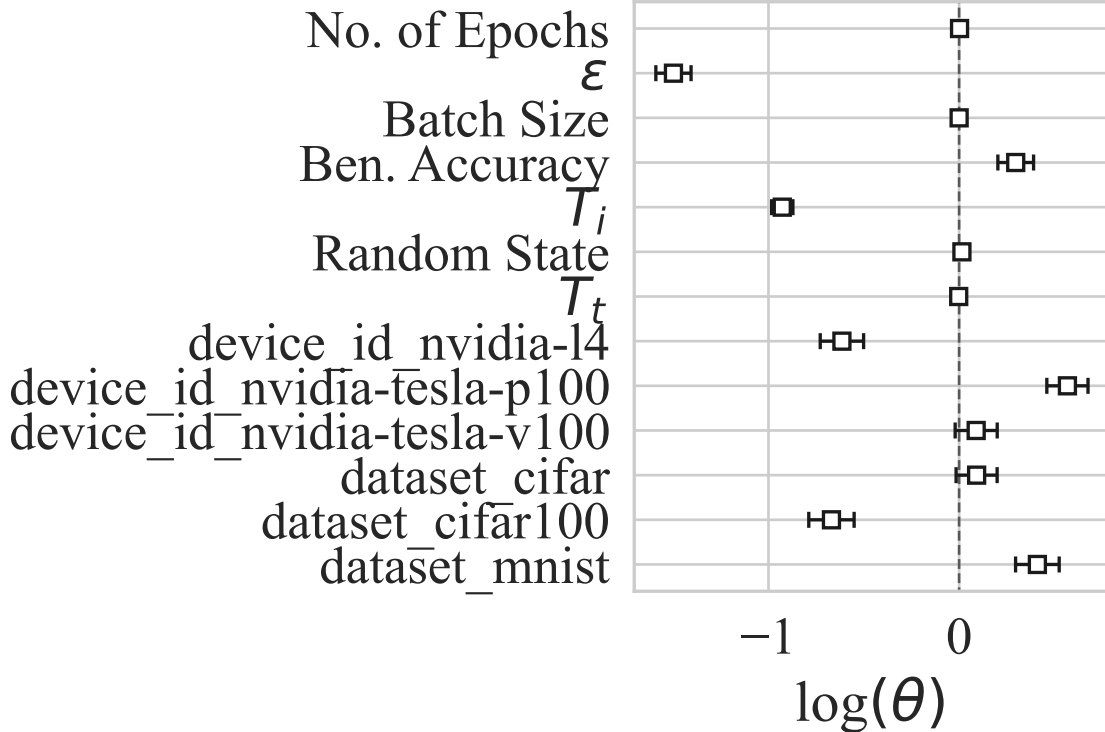 No. of Epochs
ε
Batch Size
Ben. Accuracy
T_i
Random State
T_t
device_id_nvidia-l4
device_id_nvidia-tesla-p100
device_id_nvidia-tesla-v100
dataset_cifar
dataset_cifar100
dataset_mnist
−1 0
log(θ)